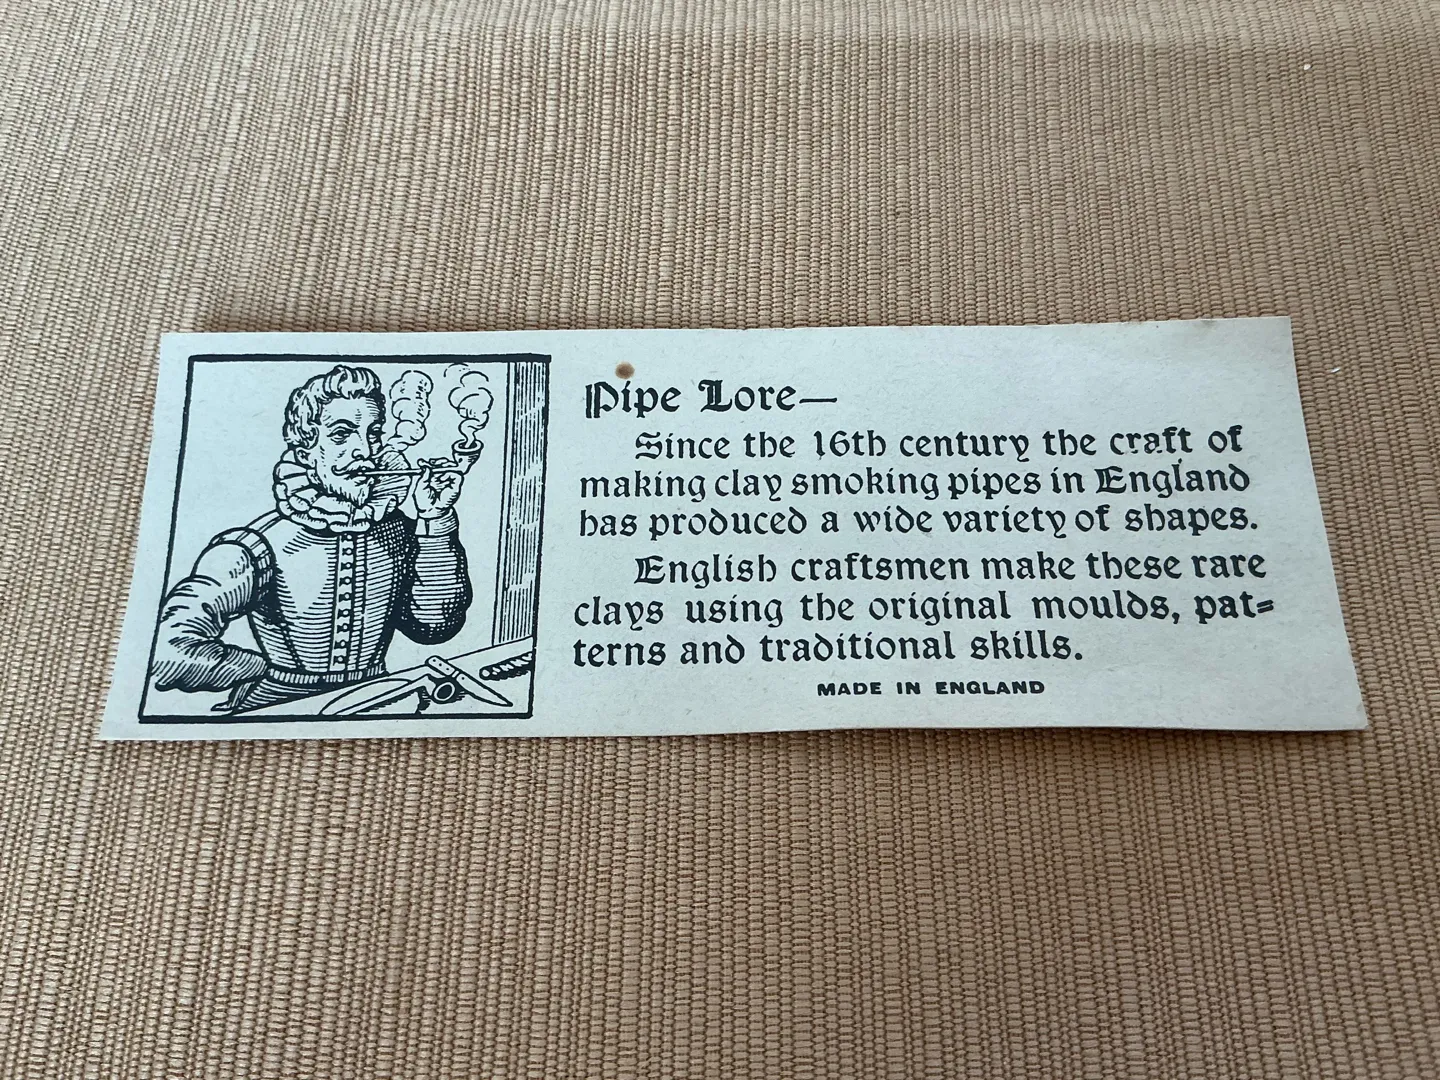 Pipe Lore—
Since the 16th century the craft of
making clay smoking pipes in England
has produced a wide variety of shapes.
English craftsmen make these rare
clays using the original moulds, pat=
terns and traditional skills.
MADE IN ENGLAND